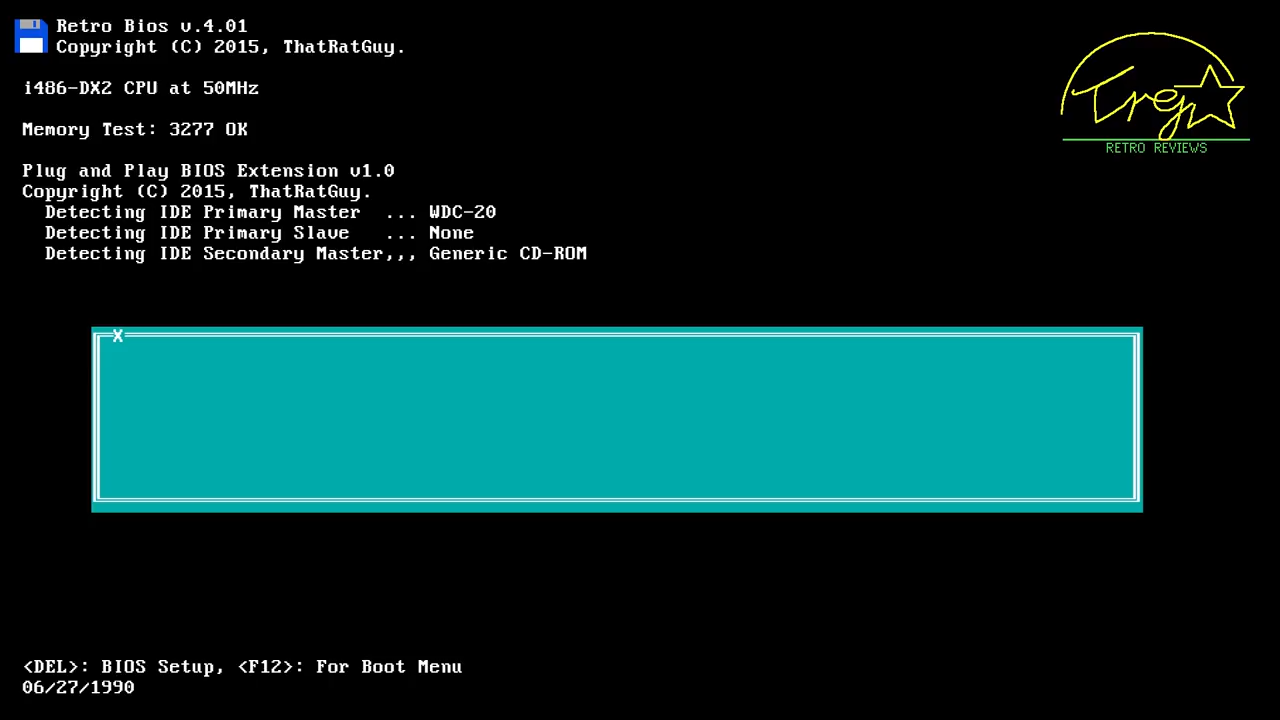 Retro Bios v.4.01
Copyright (C) 2015, ThatRatGuy.
Treg
RETRO REVIEWS
i486-DX2 CPU at 50MHz
Memory Test: 3277 OK
Plug and Play BIOS Extension v1.0
Copyright (C) 2015, ThatRatGuy.
Detecting IDE Primary Master ... WDC-20
Detecting IDE Primary Slave ... None
Detecting IDE Secondary Master,,, Generic CD-ROM
X
<DEL>: BIOS Setup, <F12>: For Boot Menu
06/27/1990